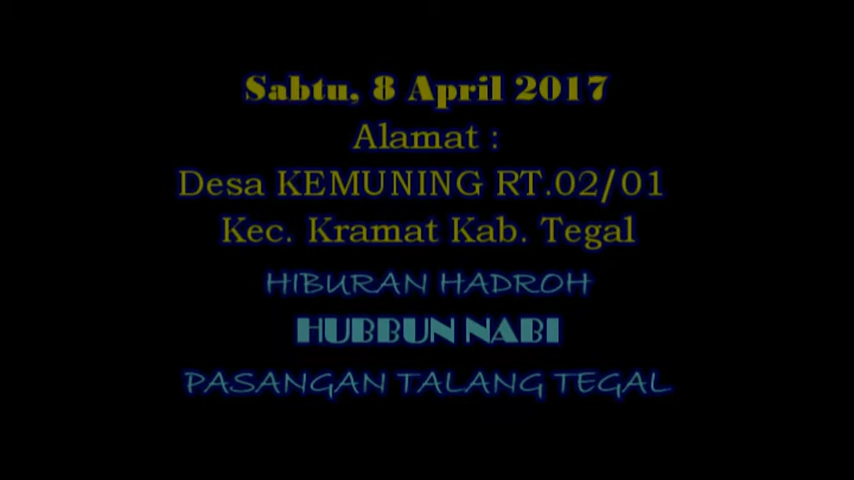 Sabtu, 8 April 2017
Alamat :
Desa KEMUNING RT.02/01
Kec. Kramat Kab. Tegal
HIBURAN HADROH
HUBBUN NABI
PASANGAN TALANG TEGAL